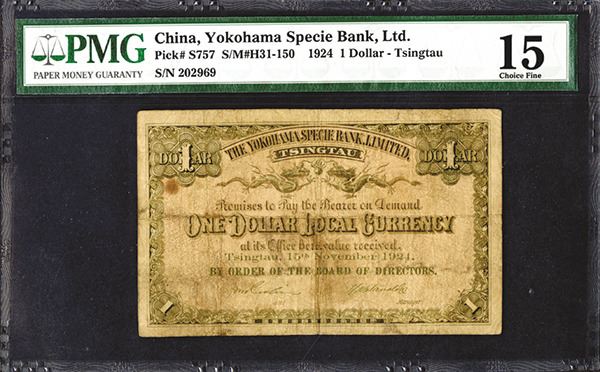 PMG
PAPER MONEY GUARANTY
China, Yokohama Specie Bank, Ltd.
Pick# S757 S/M#H31-150 1924 1 Dollar - Tsingtau
S/N 202969
15
Choice Fine
THE YOKOHAMA SPECIE BANK, LIMITED.
TSINGTAU
DOLLAR 1
DOLLAR 1
Promises to Pay the Bearer on Demand
ONE DOLLAR LOCAL CURRENCY
at its Office here value received.
Tsingtau, 15th November 1924.
BY ORDER OF THE BOARD OF DIRECTORS.
Manager
1
1